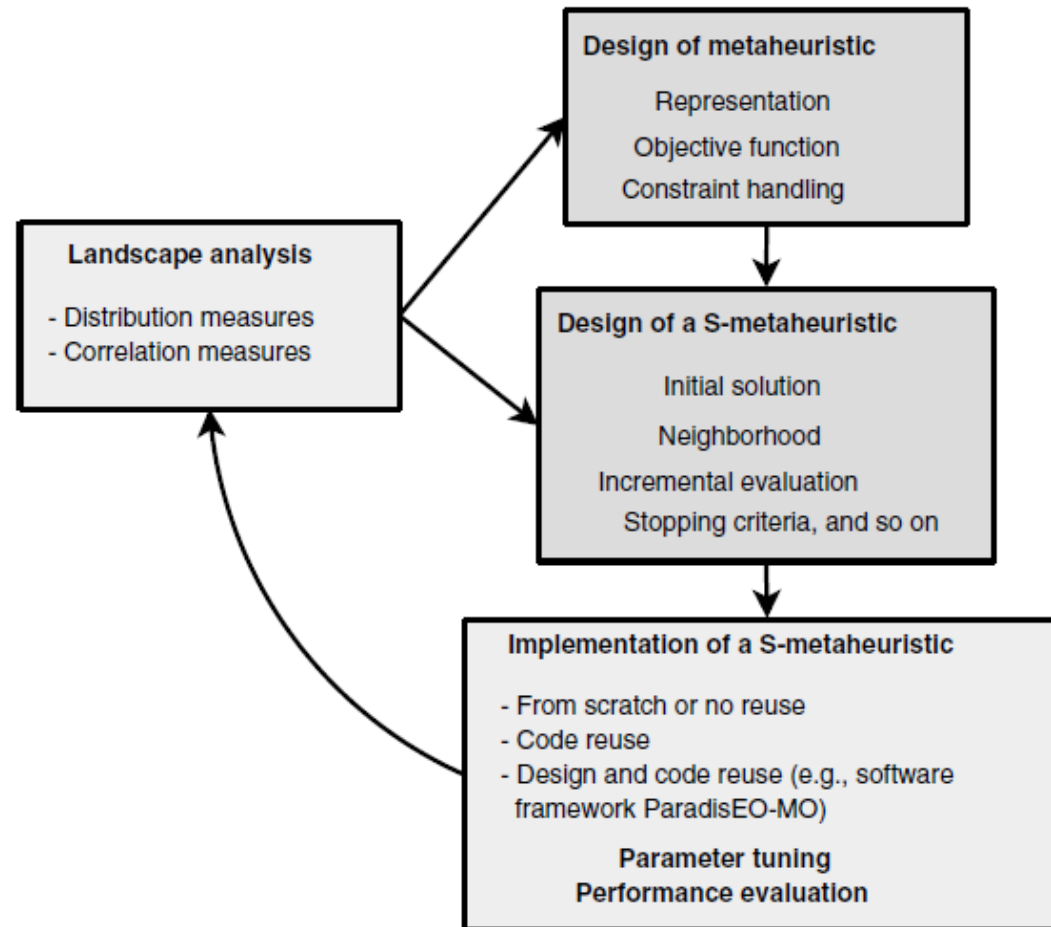 Design of metaheuristic
Representation
Objective function
Constraint handling
Landscape analysis
- Distribution measures
- Correlation measures
Design of a S-metaheuristic
Initial solution
Neighborhood
Incremental evaluation
Stopping criteria, and so on
Implementation of a S-metaheuristic
- From scratch or no reuse
- Code reuse
- Design and code reuse (e.g., software
framework ParadisEO-MO)
Parameter tuning
Performance evaluation